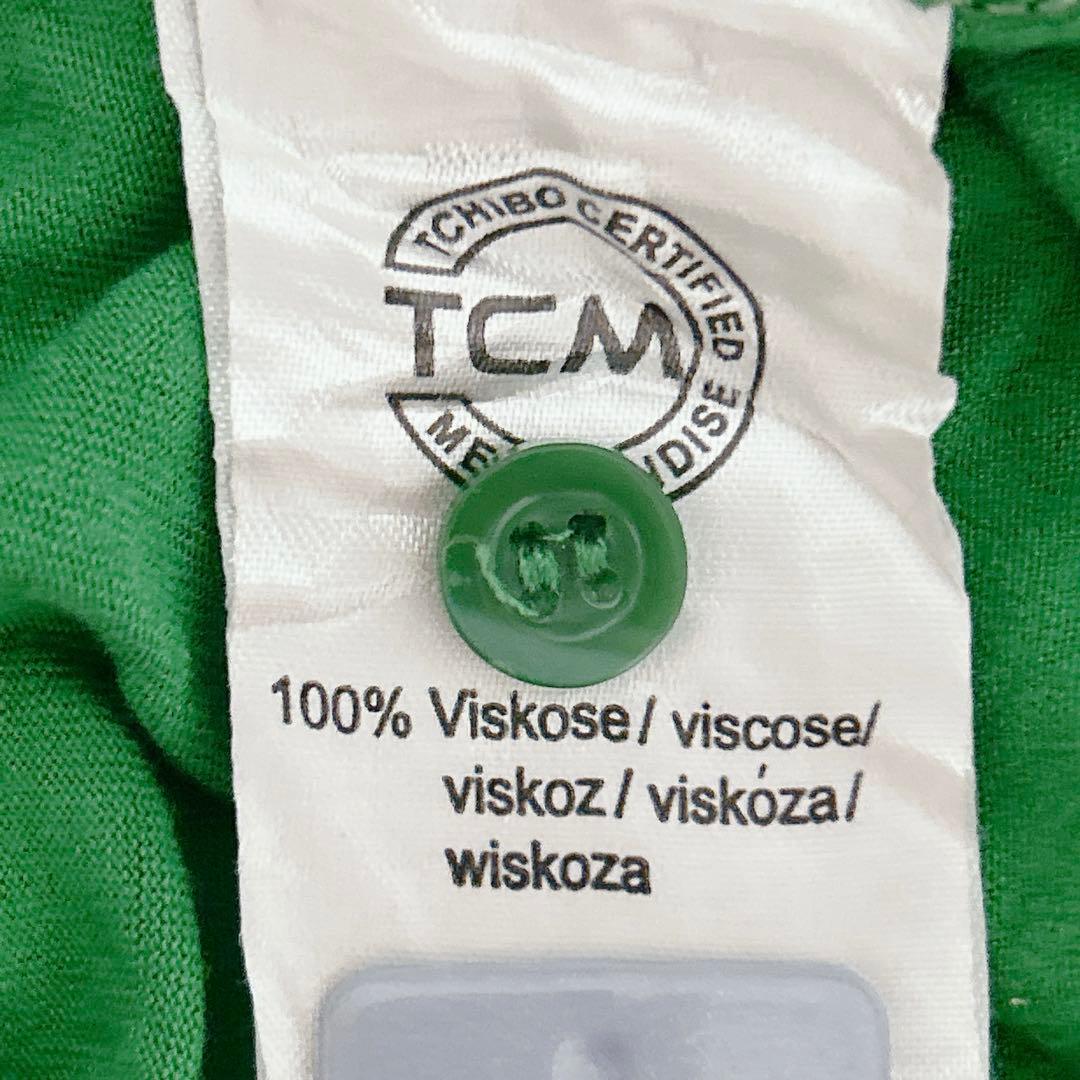 TCHIBO CERTIFIED
TCM
100% Viskose/ viscose/
viskoz/ viskóza/
wiskoza